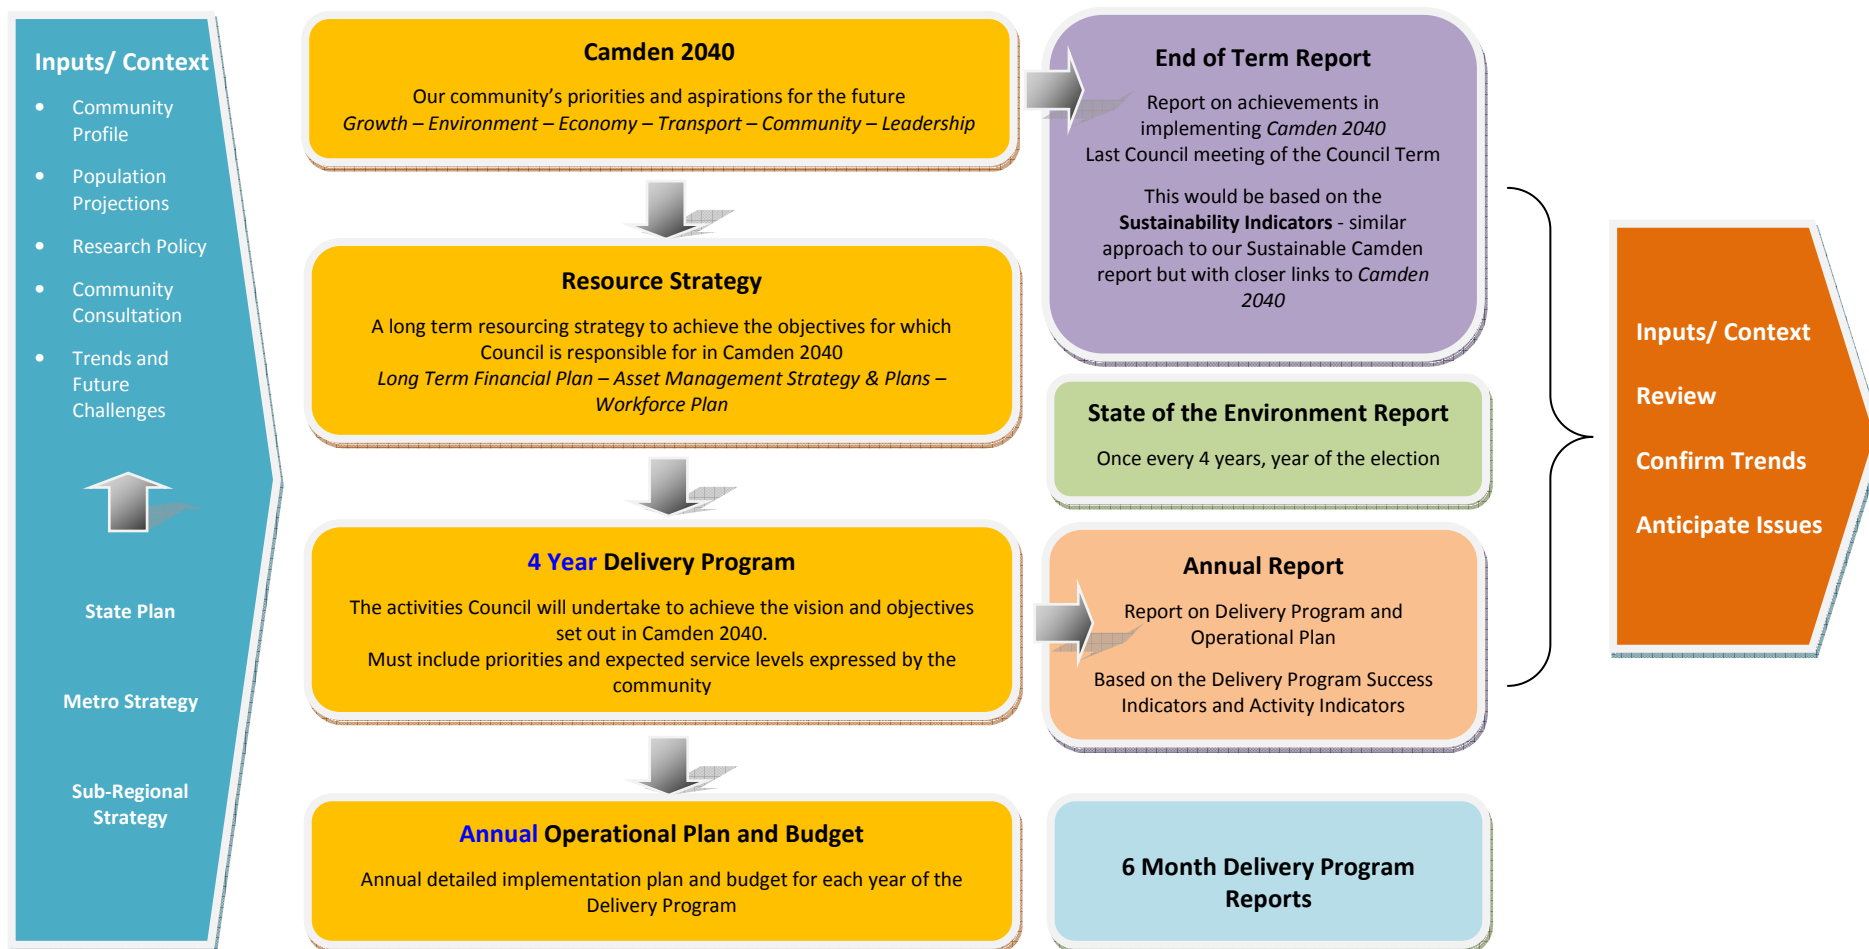 Inputs/ Context
• Community
Profile
• Population
Projections
• Research Policy
• Community
Consultation
• Trends and
Future
Challenges
State Plan
Metro Strategy
Sub-Regional
Strategy
Camden 2040
Our community's priorities and aspirations for the future
Growth – Environment – Economy – Transport – Community – Leadership
Resource Strategy
A long term resourcing strategy to achieve the objectives for which
Council is responsible for in Camden 2040
Long Term Financial Plan – Asset Management Strategy & Plans –
Workforce Plan
4 Year Delivery Program
The activities Council will undertake to achieve the vision and objectives
set out in Camden 2040.
Must include priorities and expected service levels expressed by the
community
Annual Operational Plan and Budget
Annual detailed implementation plan and budget for each year of the
Delivery Program
End of Term Report
Report on achievements in
implementing Camden 2040
Last Council meeting of the Council Term
This would be based on the
Sustainability Indicators - similar
approach to our Sustainable Camden
report but with closer links to Camden
2040
State of the Environment Report
Once every 4 years, year of the election
Annual Report
Report on Delivery Program and
Operational Plan
Based on the Delivery Program Success
Indicators and Activity Indicators
6 Month Delivery Program
Reports
Inputs/ Context
Review
Confirm Trends
Anticipate Issues